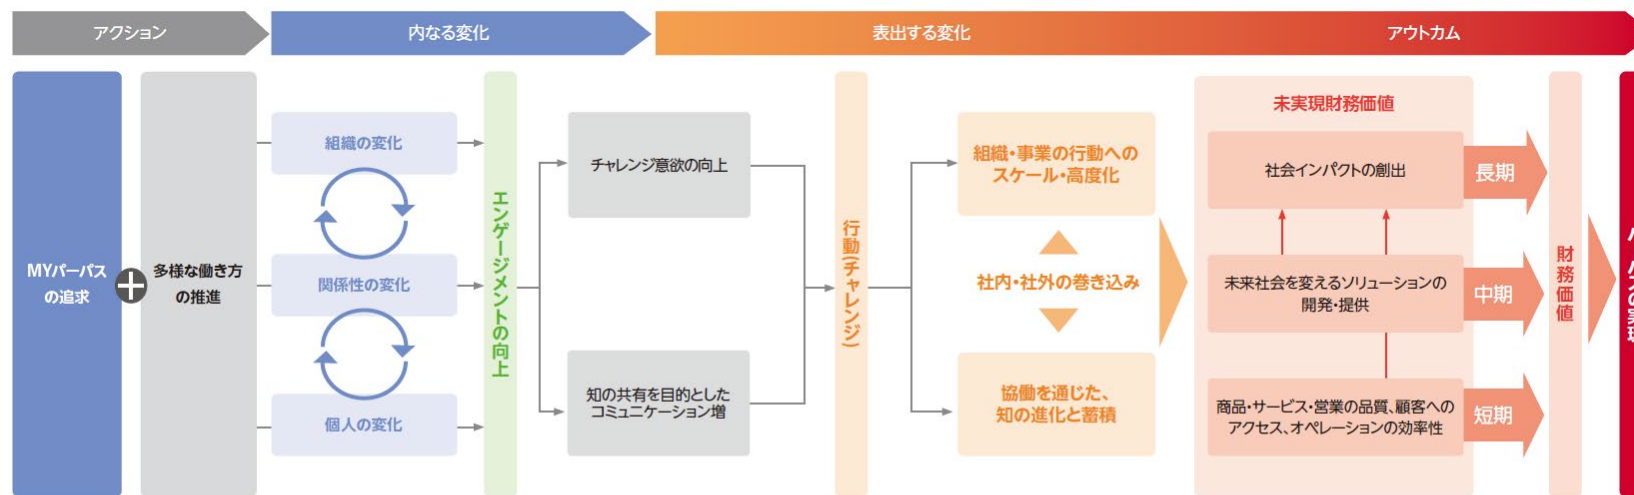 アクション
内なる変化
表出する変化
アウトカム
MYパーパス
の追求
多様な働き方
の推進
組織の変化
関係性の変化
個人の変化
エンゲージメントの向上
チャレンジ意欲の向上
知の共有を目的とした
コミュニケーション増
行動(チャレンジ)
組織・事業の行動への
スケール・高度化
社内・社外の巻き込み
協働を通じた、
知の進化と蓄積
未実現財務価値
社会インパクトの創出
長期
未来社会を変えるソリューションの
開発・提供
中期
商品・サービス・営業の品質、顧客への
アクセス、オペレーションの効率性
短期
財務価値